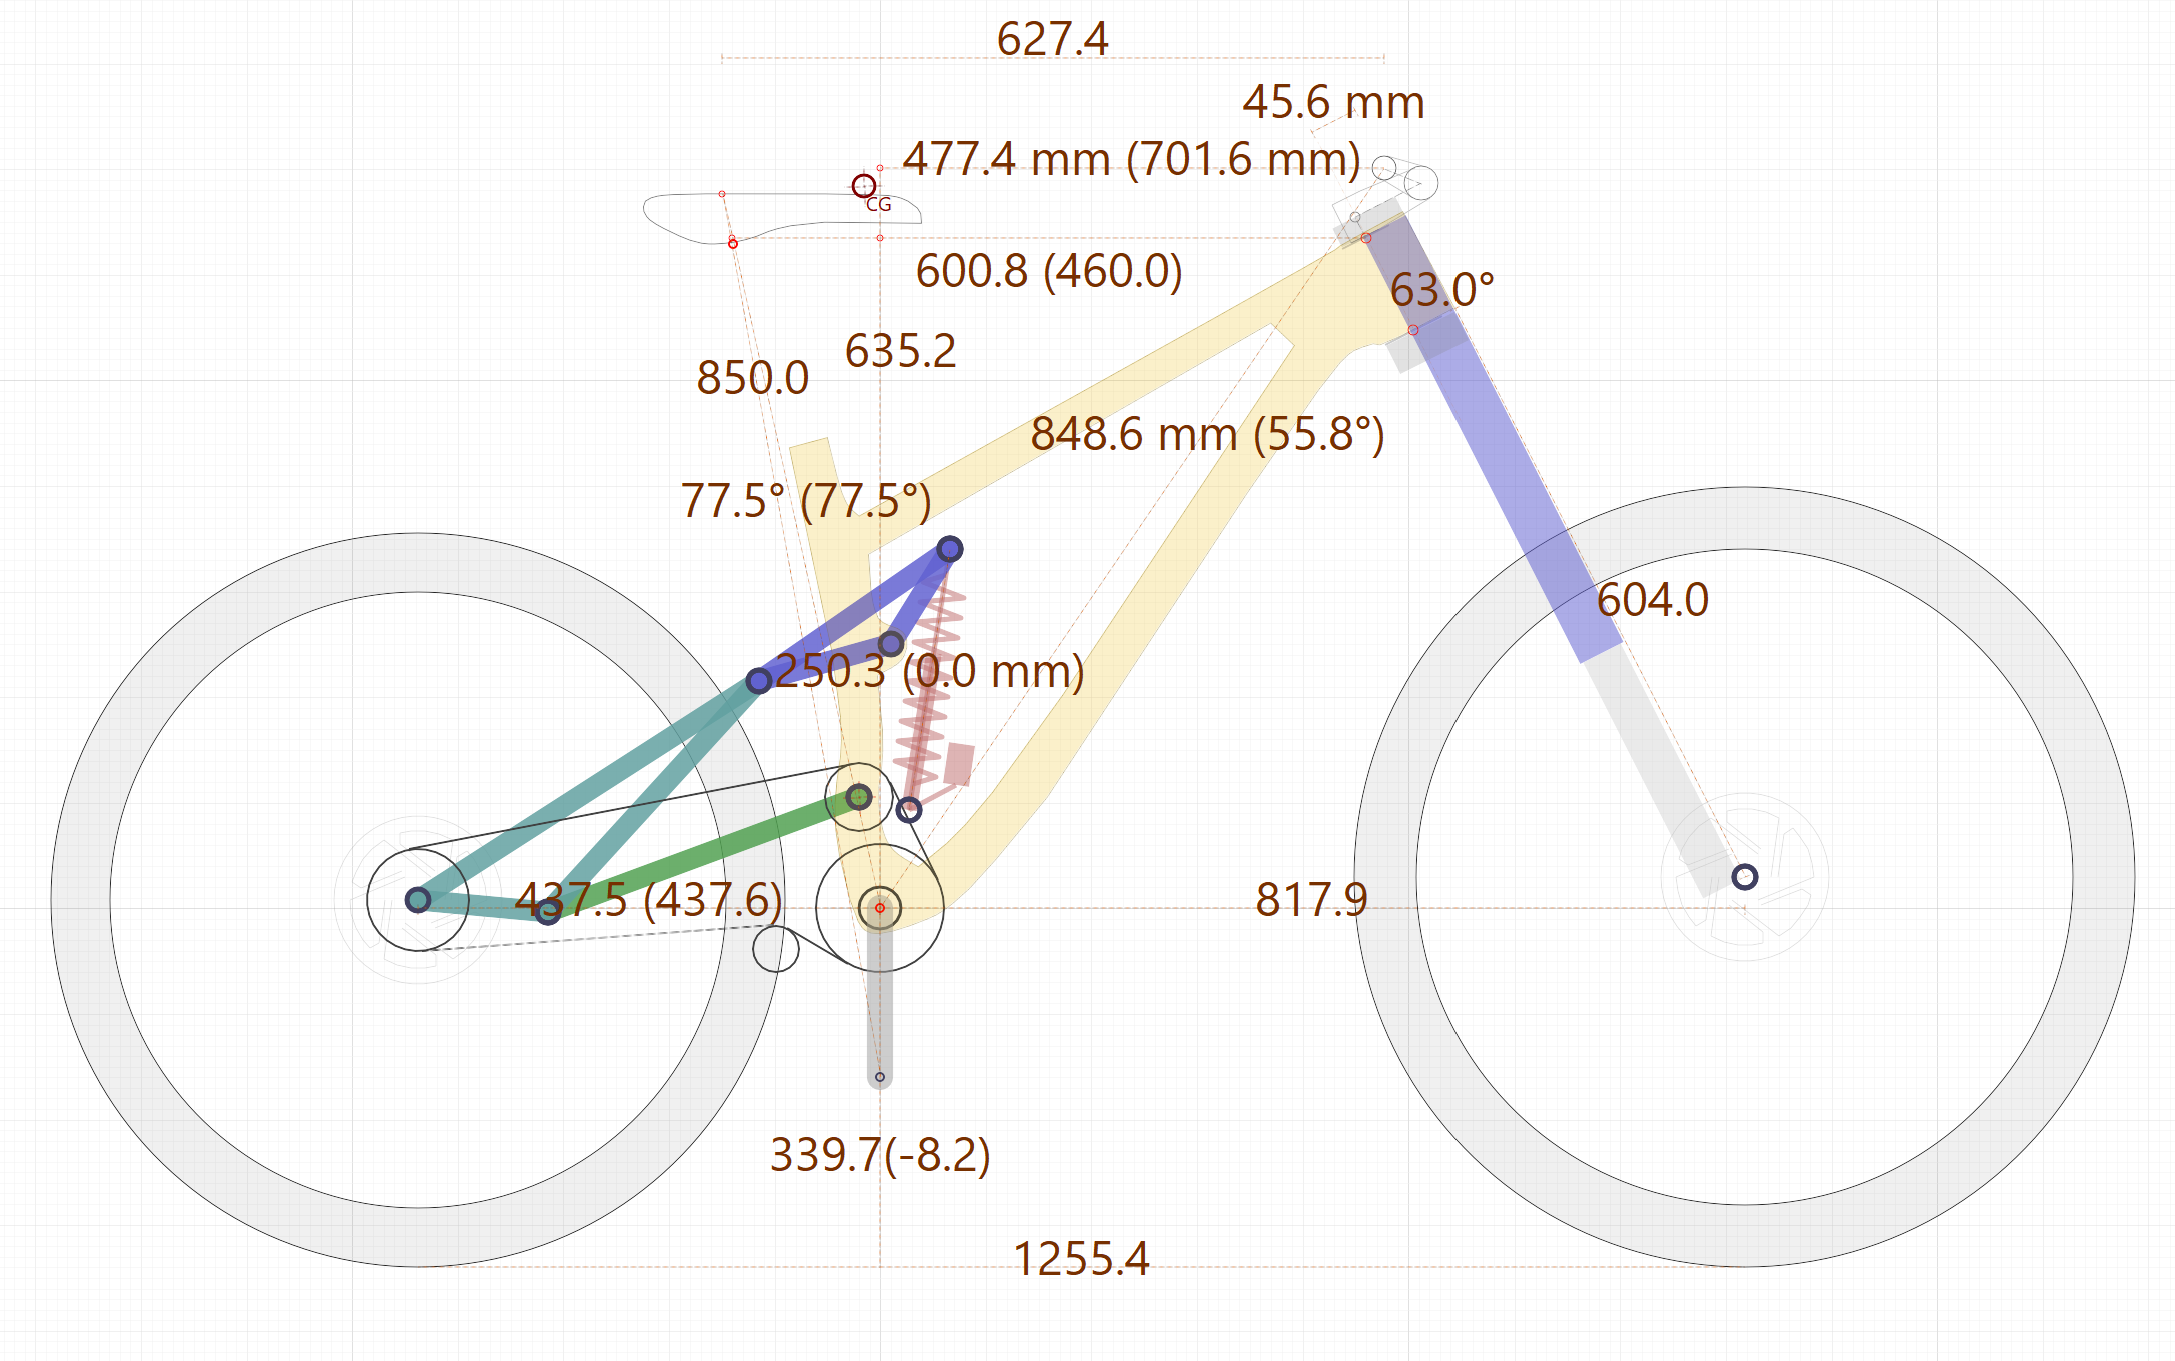 627.4
45.6 mm
477.4 mm (701.6 mm)
CG
600.8 (460.0)
63.0°
635.2
850.0
848.6 mm (55.8°)
77.5° (77.5°)
604.0
250.3 (0.0 mm)
437.5 (437.6)
817.9
339.7(-8.2)
1255.4